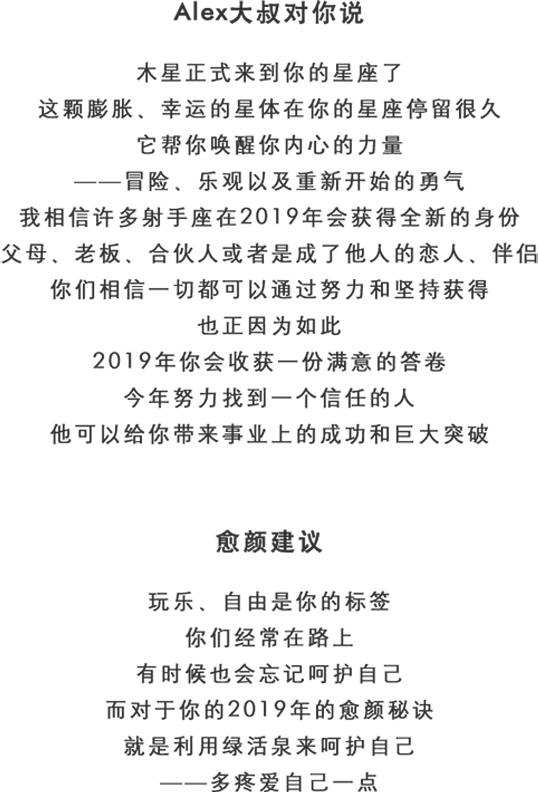 Alex大叔对你说
木星正式来到你的星座了
这颗膨胀、幸运的星体在你的星座停留很久
它帮你唤醒你内心的力量
——冒险、乐观以及重新开始的勇气
我相信许多射手座在2019年会获得全新的身份
父母、老板、合伙人或者是成了他人的恋人、伴侣
你们相信一切都可以通过努力和坚持获得
也正因为如此
2019年你会收获一份满意的答卷
今年努力找到一个信任的人
他可以给你带来事业上的成功和巨大突破
愈颜建议
玩乐、自由是你的标签
你们经常在路上
有时候也会忘记呵护自己
而对于你的2019年的愈颜秘诀
就是利用绿活泉来呵护自己
——多疼爱自己一点